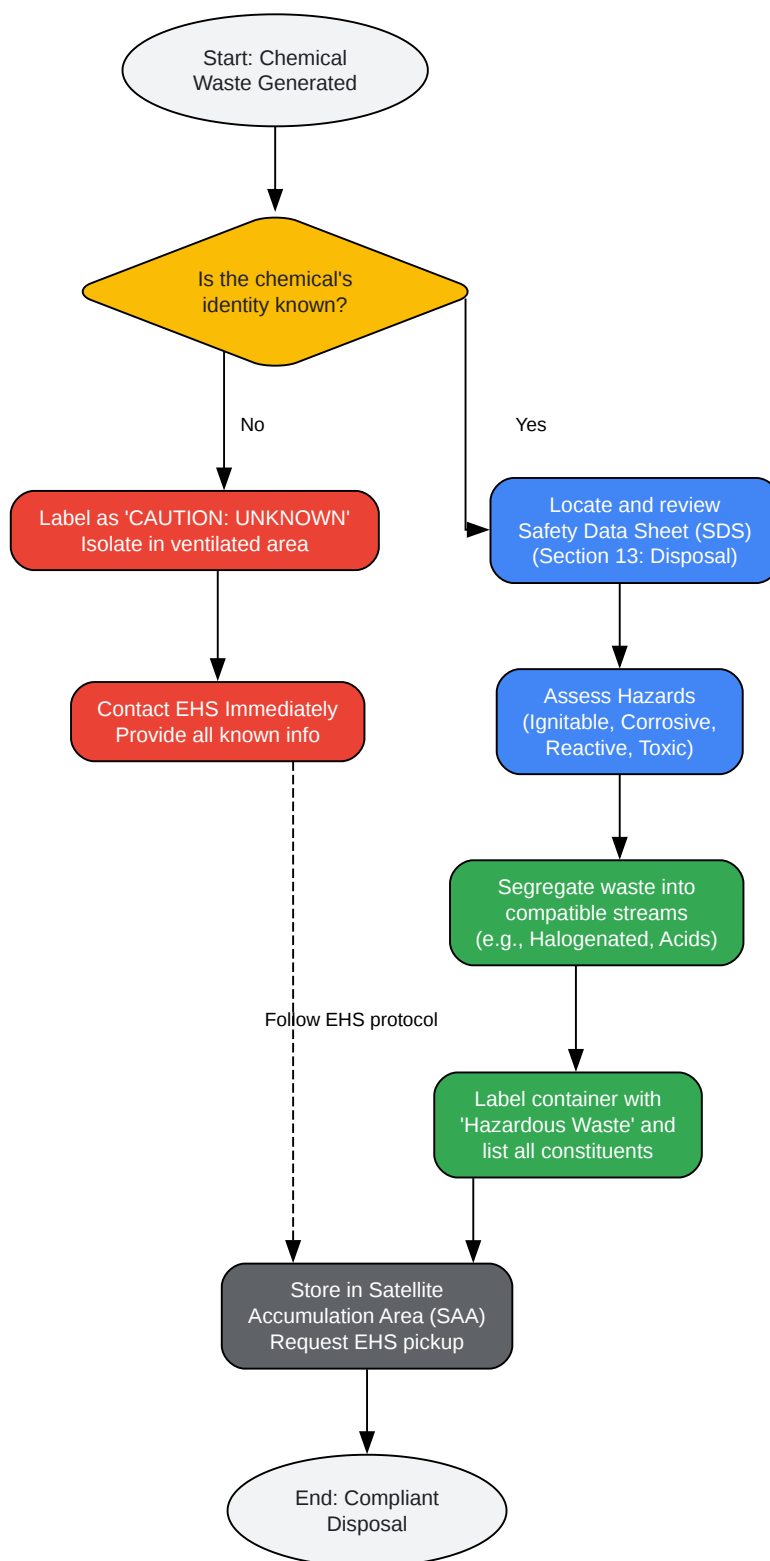 Start: Chemical
Waste Generated
Is the chemical's
identity known?
No
Yes
Label as 'CAUTION: UNKNOWN'
Isolate in ventilated area
Locate and review
Safety Data Sheet (SDS)
(Section 13: Disposal)
Contact EHS Immediately
Provide all known info
Assess Hazards
(Ignitable, Corrosive,
Reactive, Toxic)
Segregate waste into
compatible streams
(e.g., Halogenated, Acids)
Follow EHS protocol
Label container with
'Hazardous Waste' and
list all constituents
Store in Satellite
Accumulation Area (SAA)
Request EHS pickup
End: Compliant
Disposal